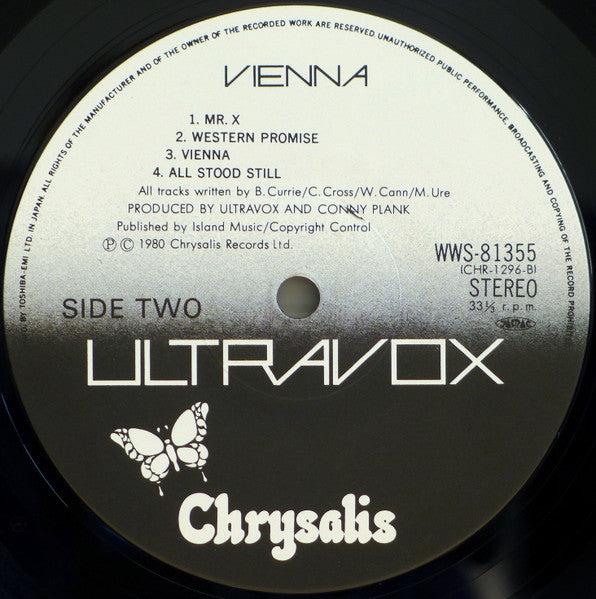 MFD. BY TOSHIBA-EMI LTD. IN JAPAN. ALL RIGHTS OF THE MANUFACTURER AND OF THE OWNER OF THE RECORDED WORK ARE RESERVED. UNAUTHORIZED PUBLIC PERFORMANCE, BROADCASTING AND COPYING OF THE RECORD PROHIBITED
VIENNA
1. MR. X
2. WESTERN PROMISE
3. VIENNA
4. ALL STOOD STILL
All tracks written by B. Currie/C. Cross/W. Cann/M. Ure
PRODUCED BY ULTRAVOX AND CONNY PLANK
Published by Island Music/Copyright Control
Ⓟ © 1980 Chrysalis Records Ltd.
WWS-81355
(CHR-1296-B)
STEREO
33⅓ r.p.m.
SIDE TWO
ULTRAVOX
Chrysalis